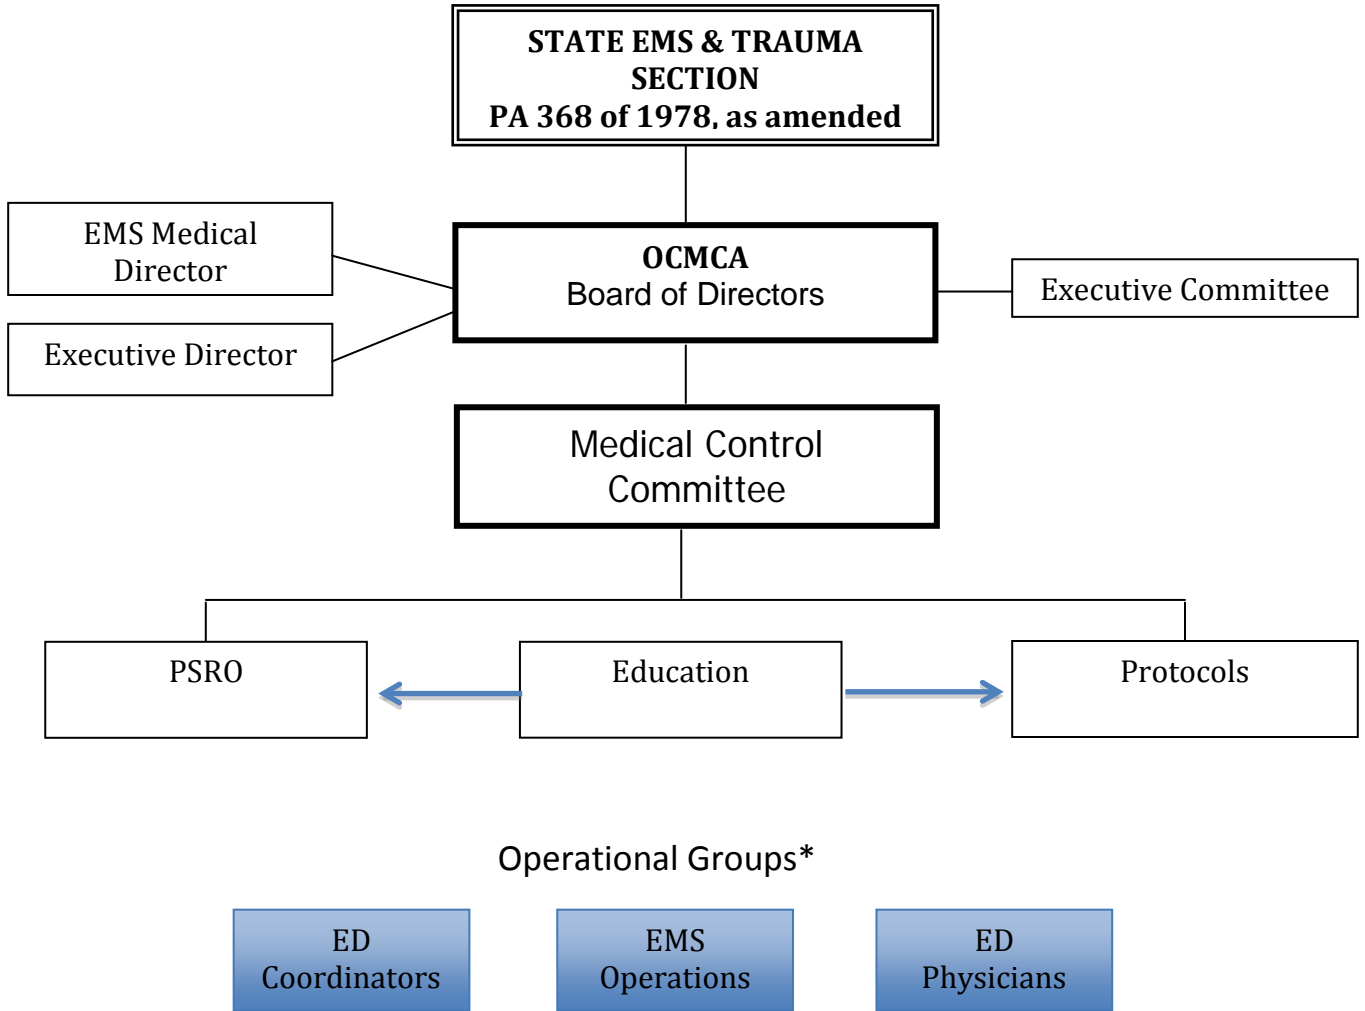 STATE EMS & TRAUMA
SECTION
PA 368 of 1978, as amended
EMS Medical
Director
OCMCA
Board of Directors
Executive Committee
Executive Director
Medical Control
Committee
PSRO
Education
Protocols
Operational Groups*
ED
Coordinators
EMS
Operations
ED
Physicians